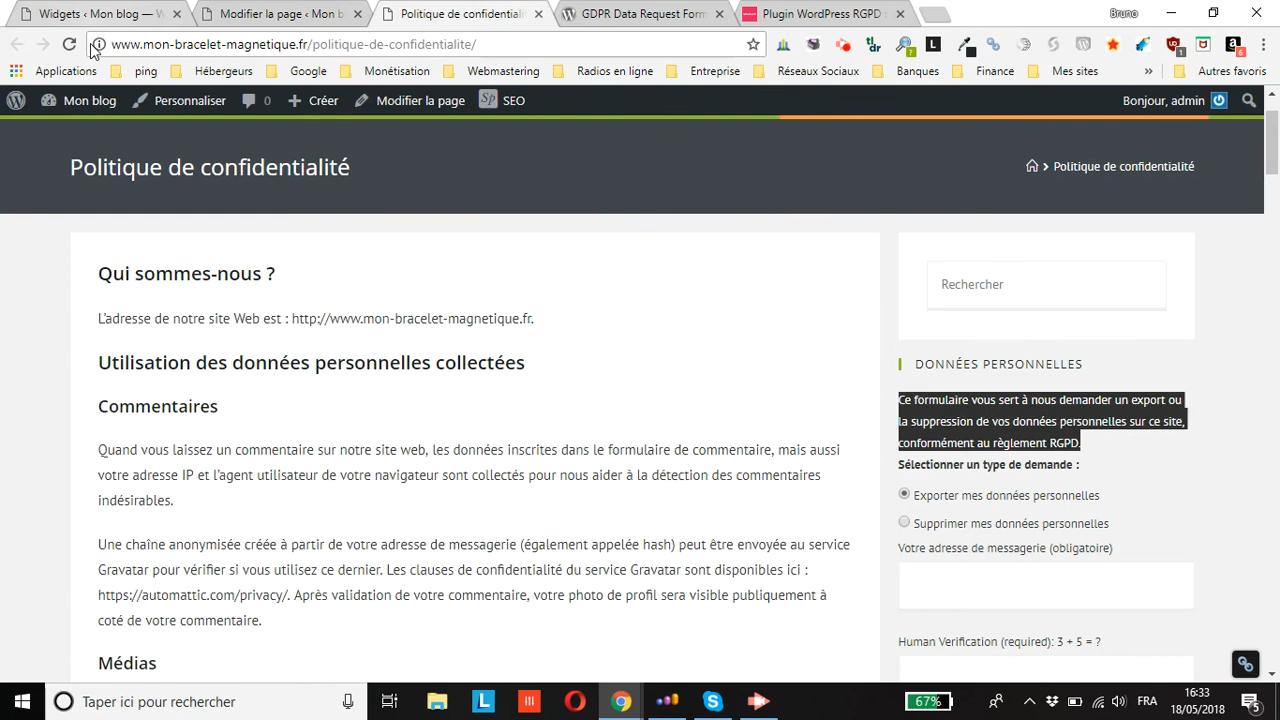 Widgets ‹ Mon blog — W
Modifier la page ‹ Mon b
Politique de confidentialit
GDPR Data Request Form
Plugin WordPress RGPD :
Bruno
www.mon-bracelet-magnetique.fr/politique-de-confidentialite/
Applications
ping
Hébergeurs
Google
Monétisation
Webmastering
Radios en ligne
Entreprise
Réseaux Sociaux
Banques
Finance
Mes sites
»
Autres favoris
Mon blog
Personnaliser
0
Créer
Modifier la page
Sp
SEO
Bonjour, admin
Politique de confidentialité
Politique de confidentialité
Qui sommes-nous ?
L'adresse de notre site Web est : http://www.mon-bracelet-magnetique.fr.
Utilisation des données personnelles collectées
Commentaires
Quand vous laissez un commentaire sur notre site web, les données inscrites dans le formulaire de commentaire, mais aussi
votre adresse IP et l'agent utilisateur de votre navigateur sont collectés pour nous aider à la détection des commentaires
indésirables.
Une chaîne anonymisée créée à partir de votre adresse de messagerie (également appelée hash) peut être envoyée au service
Gravatar pour vérifier si vous utilisez ce dernier. Les clauses de confidentialité du service Gravatar sont disponibles ici :
https://automattic.com/privacy/. Après validation de votre commentaire, votre photo de profil sera visible publiquement à
coté de votre commentaire.
Médias
Rechercher
DONNÉES PERSONNELLES
Ce formulaire vous sert à nous demander un export ou
la suppression de vos données personnelles sur ce site,
conformément au règlement RGPD.
Sélectionner un type de demande :
Exporter mes données personnelles
Supprimer mes données personnelles
Votre adresse de messagerie (obligatoire)
Human Verification (required): 3 + 5 = ?
Taper ici pour rechercher
67%
FRA
16:33
18/05/2018
5